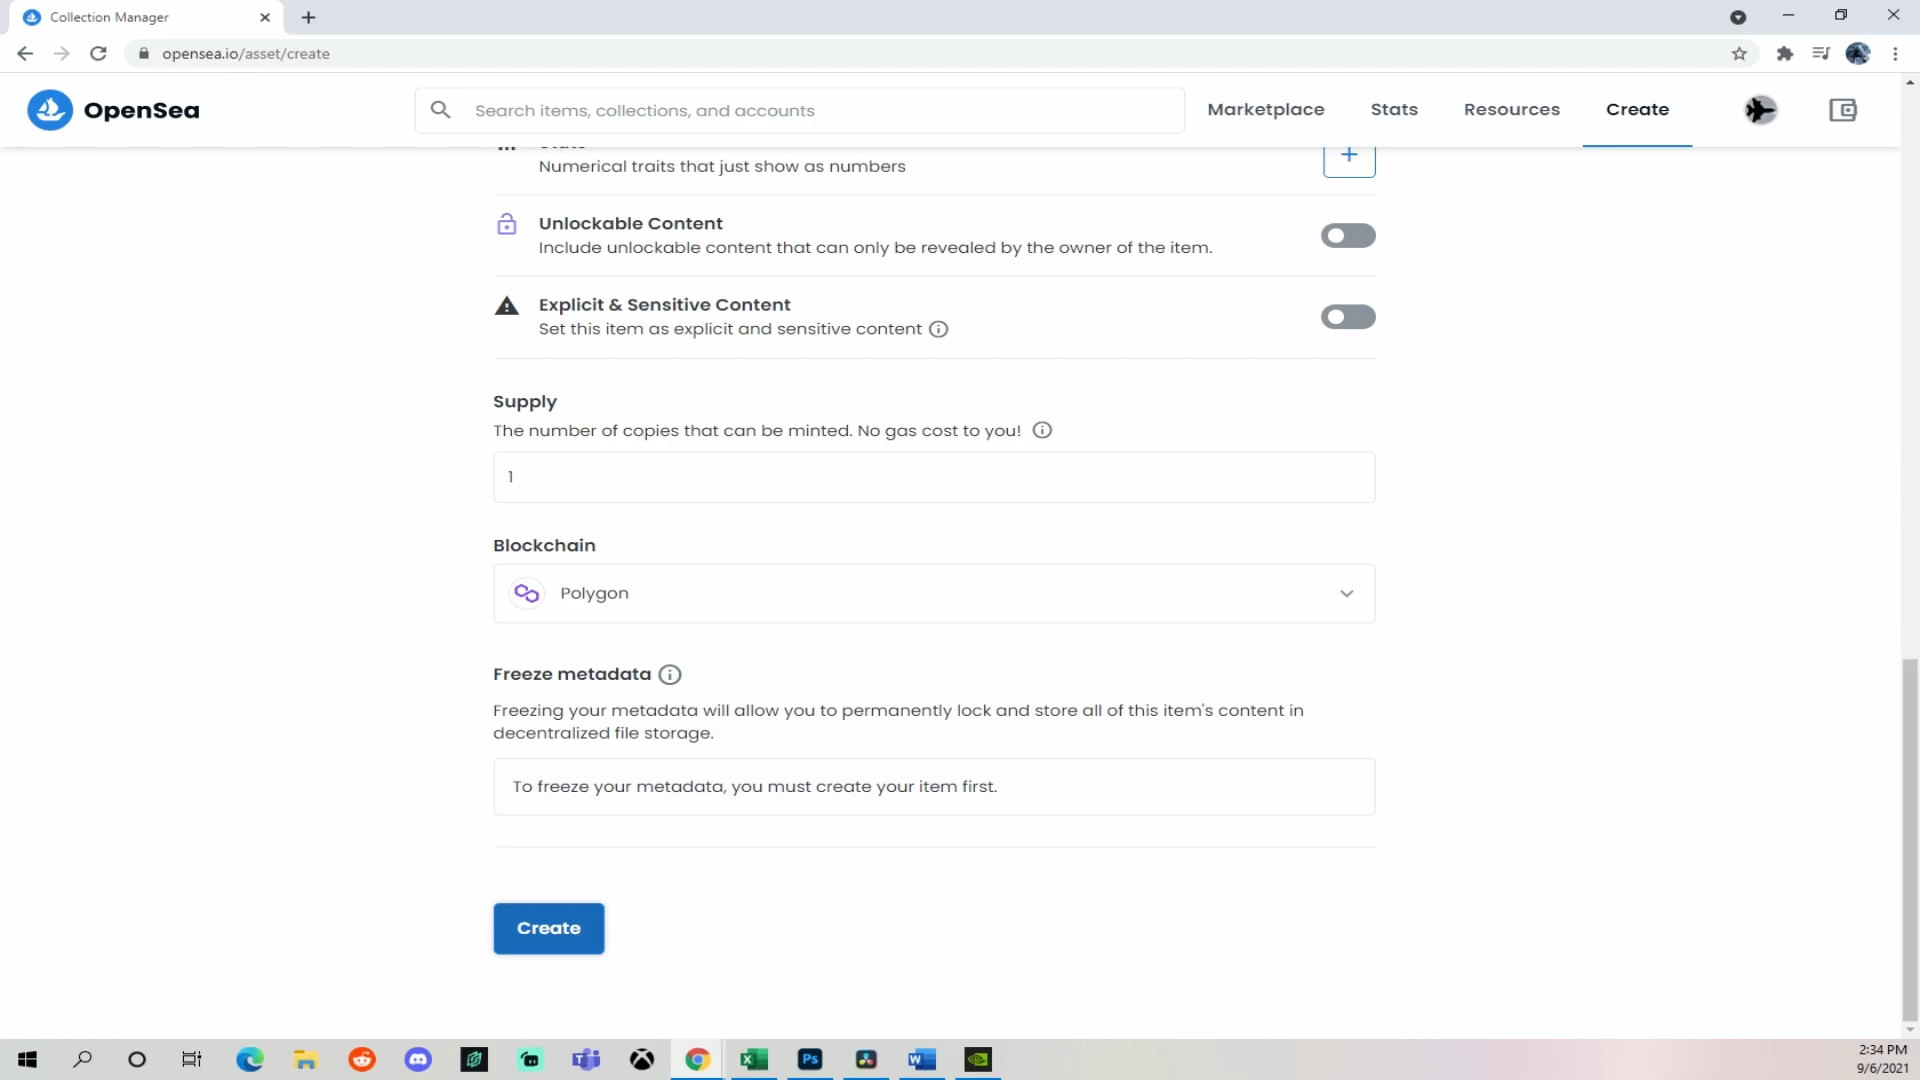 Collection Manager
opensea.io/asset/create
OpenSea
Search items, collections, and accounts
Marketplace
Stats
Resources
Create
Numerical traits that just show as numbers
Unlockable Content
Include unlockable content that can only be revealed by the owner of the item.
Explicit & Sensitive Content
Set this item as explicit and sensitive content
Supply
The number of copies that can be minted. No gas cost to you!
1
Blockchain
Polygon
Freeze metadata
Freezing your metadata will allow you to permanently lock and store all of this item's content in
decentralized file storage.
To freeze your metadata, you must create your item first.
Create
Ps
2:34 PM
9/6/2021